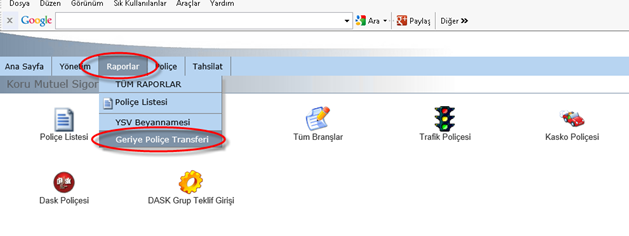 Dosya Düzen Görünüm Sık Kullanılanlar Araçlar Yardım
x Google Ara Paylaş Diğer »
Ana Sayfa Yönetim Raporlar Poliçe Tahsilat
Koru Mutuel Sigor
TÜM RAPORLAR
Poliçe Listesi
YSV Beyannamesi
Geriye Poliçe Transferi
Poliçe Listesi Tüm Branşlar Trafik Poliçesi Kasko Poliçesi
Dask Poliçesi DASK Grup Teklif Girişi